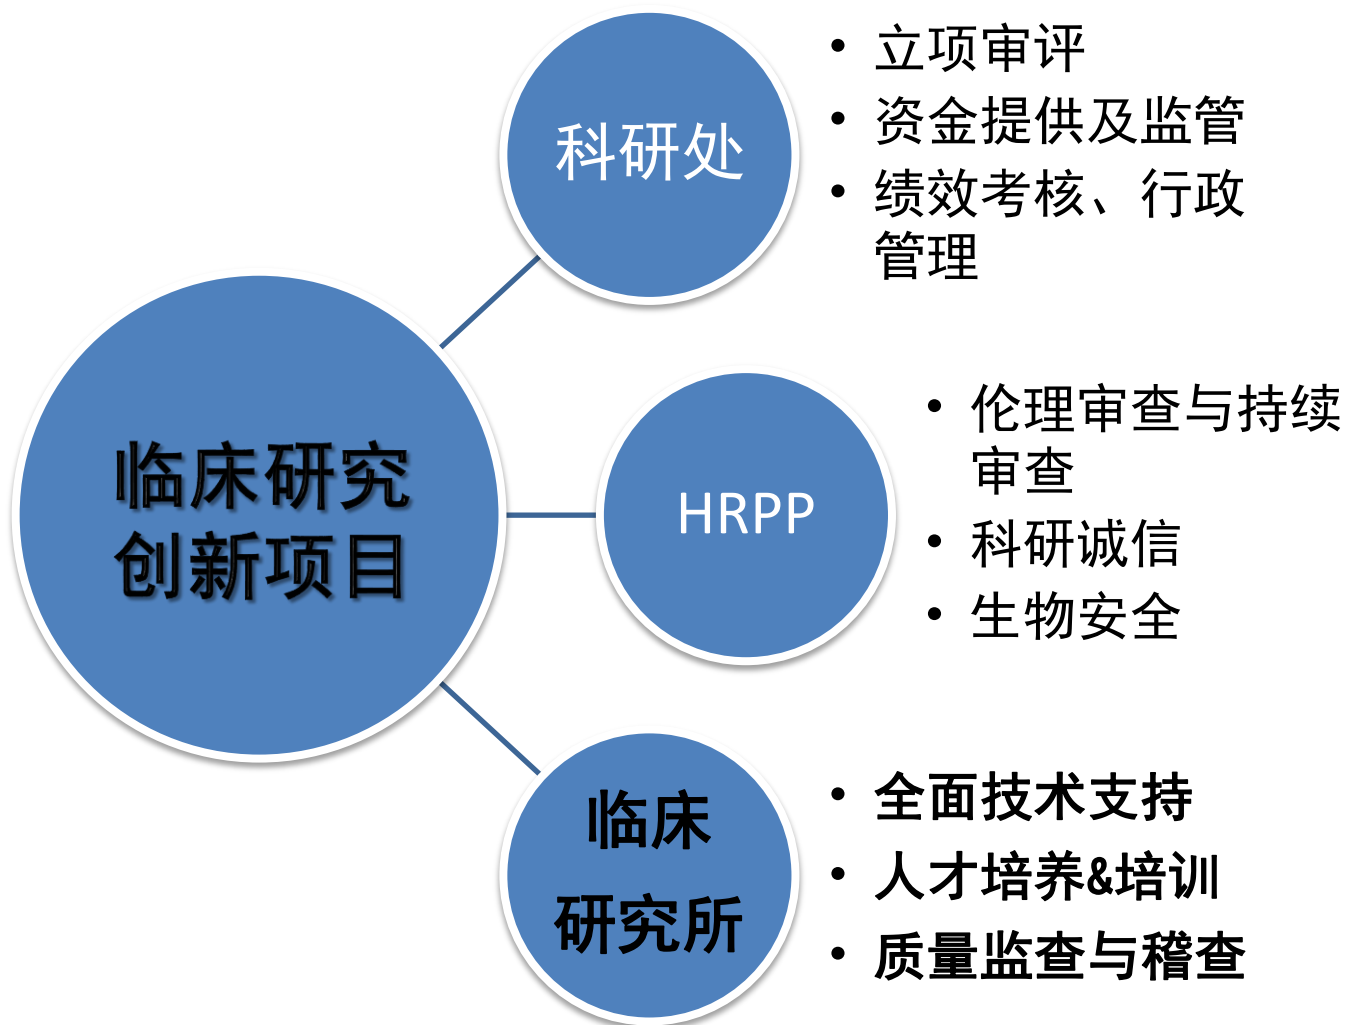 科研处
• 立项审评
• 资金提供及监管
• 绩效考核、行政
管理
临床研究
创新项目
HRPP
• 伦理审查与持续
审查
• 科研诚信
• 生物安全
临床
研究所
• 全面技术支持
• 人才培养&培训
• 质量监查与稽查